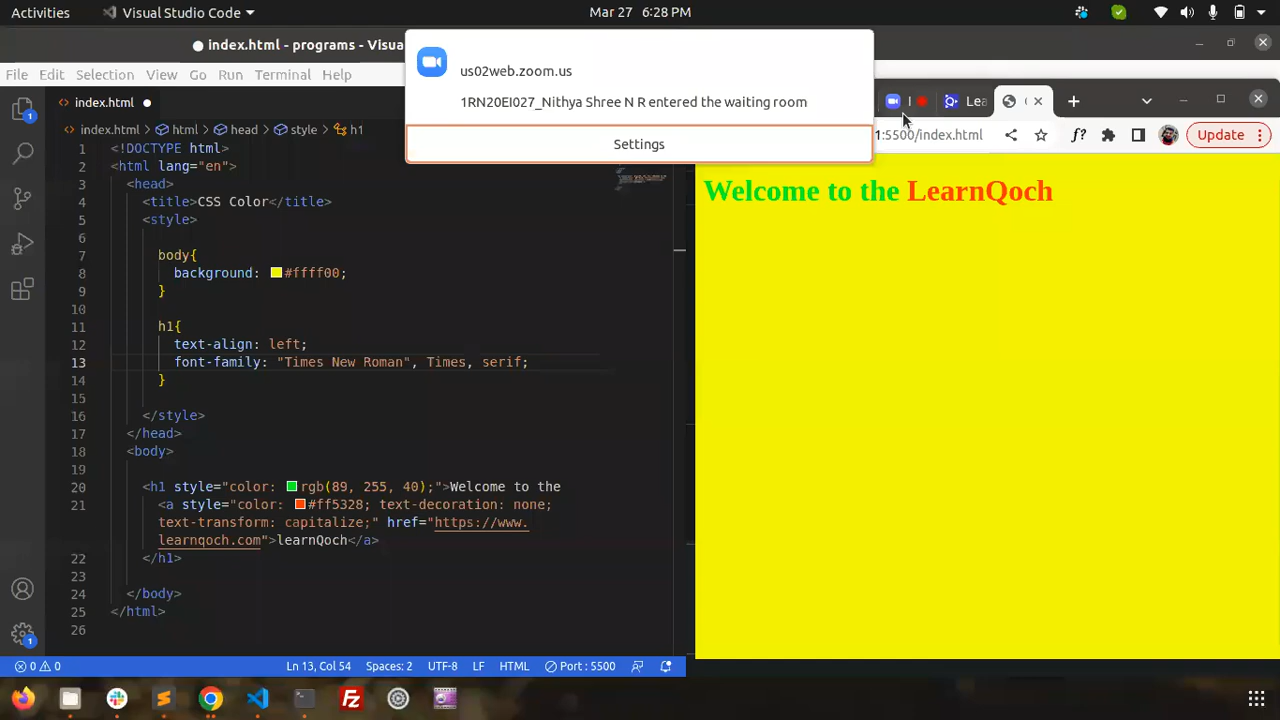 Activities
Visual Studio Code
Mar 27 6:28 PM
● index.html - programs - Visua
us02web.zoom.us
1RN20EI027_Nithya Shree N R entered the waiting room
Settings
File Edit Selection View Go Run Terminal Help
index.html ●
Lea
index.html > html > head > style > h1
1:5500/index.html
f?
Update
1 <!DOCTYPE html>
2 <html lang="en">
3 <head>
4 <title>CSS Color</title>
5 <style>
6
7 body{
8 background: #ffff00;
9 }
10
11 h1{
12 text-align: left;
13 font-family: "Times New Roman", Times, serif;
14 }
15
16 </style>
17 </head>
18 <body>
19
20 <h1 style="color: rgb(89, 255, 40);">Welcome to the
21 <a style="color: #ff5328; text-decoration: none;
text-transform: capitalize;" href="https://www.
learnqoch.com">learnQoch</a>
22 </h1>
23
24 </body>
25 </html>
26
Welcome to the LearnQoch
1
1
0 0 Ln 13, Col 54 Spaces: 2 UTF-8 LF HTML Port : 5500